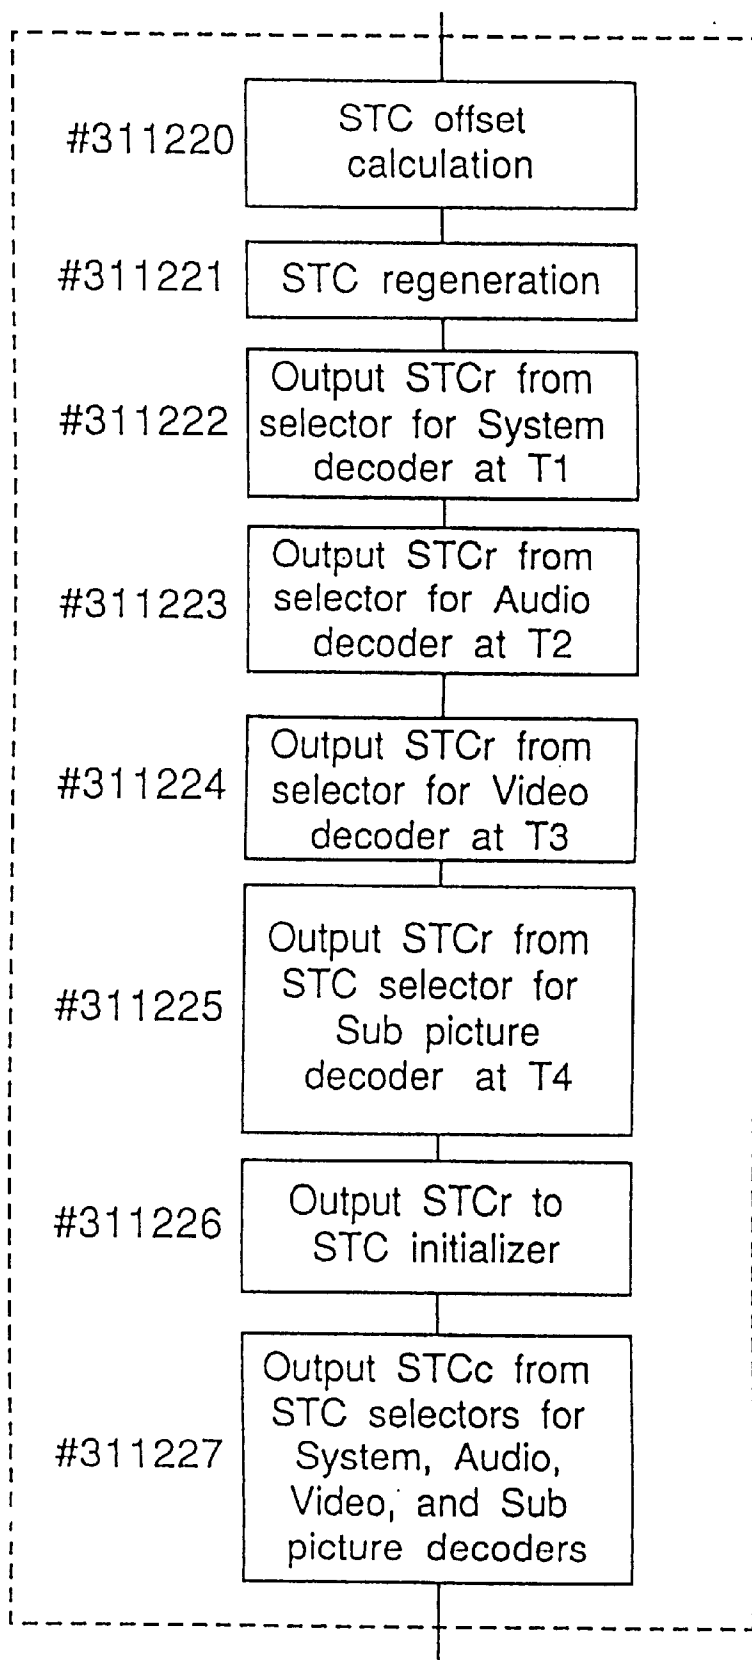 #311220
STC offset
calculation
#311221
STC regeneration
#311222
Output STCr from
selector for System
decoder at T1
#311223
Output STCr from
selector for Audio
decoder at T2
#311224
Output STCr from
selector for Video
decoder at T3
#311225
Output STCr from
STC selector for
Sub picture
decoder at T4
#311226
Output STCr to
STC initializer
#311227
Output STCc from
STC selectors for
System, Audio,
Video, and Sub
picture decoders